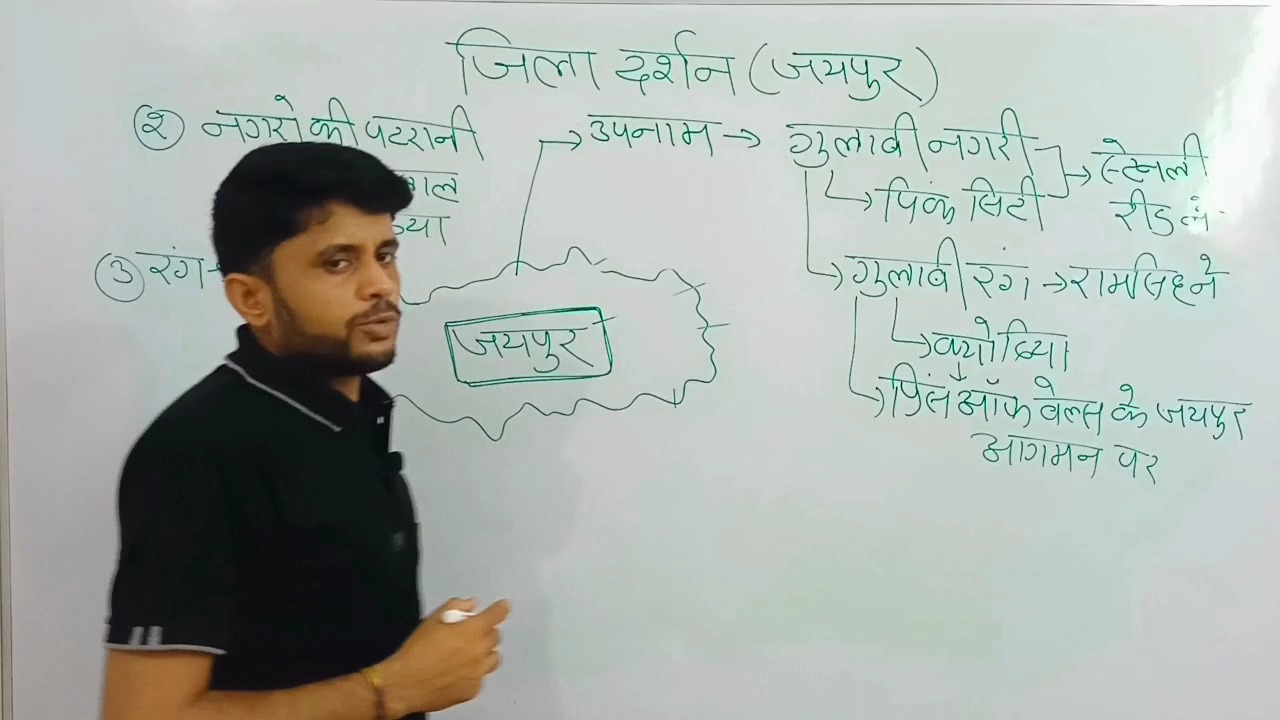 जिला दर्शन (जयपुर)
② नगरो की पटरानी
③ रंग
→ उपनाम → गुलाबी नगरी
→ पिंक सिटी
→ स्टेनली
रीड ने
→ गुलाबी रंग → रामसिंह ने
→ क्यों दिया
→ प्रिंस ऑफ वेल्स के जयपुर
आगमन पर
जयपुर